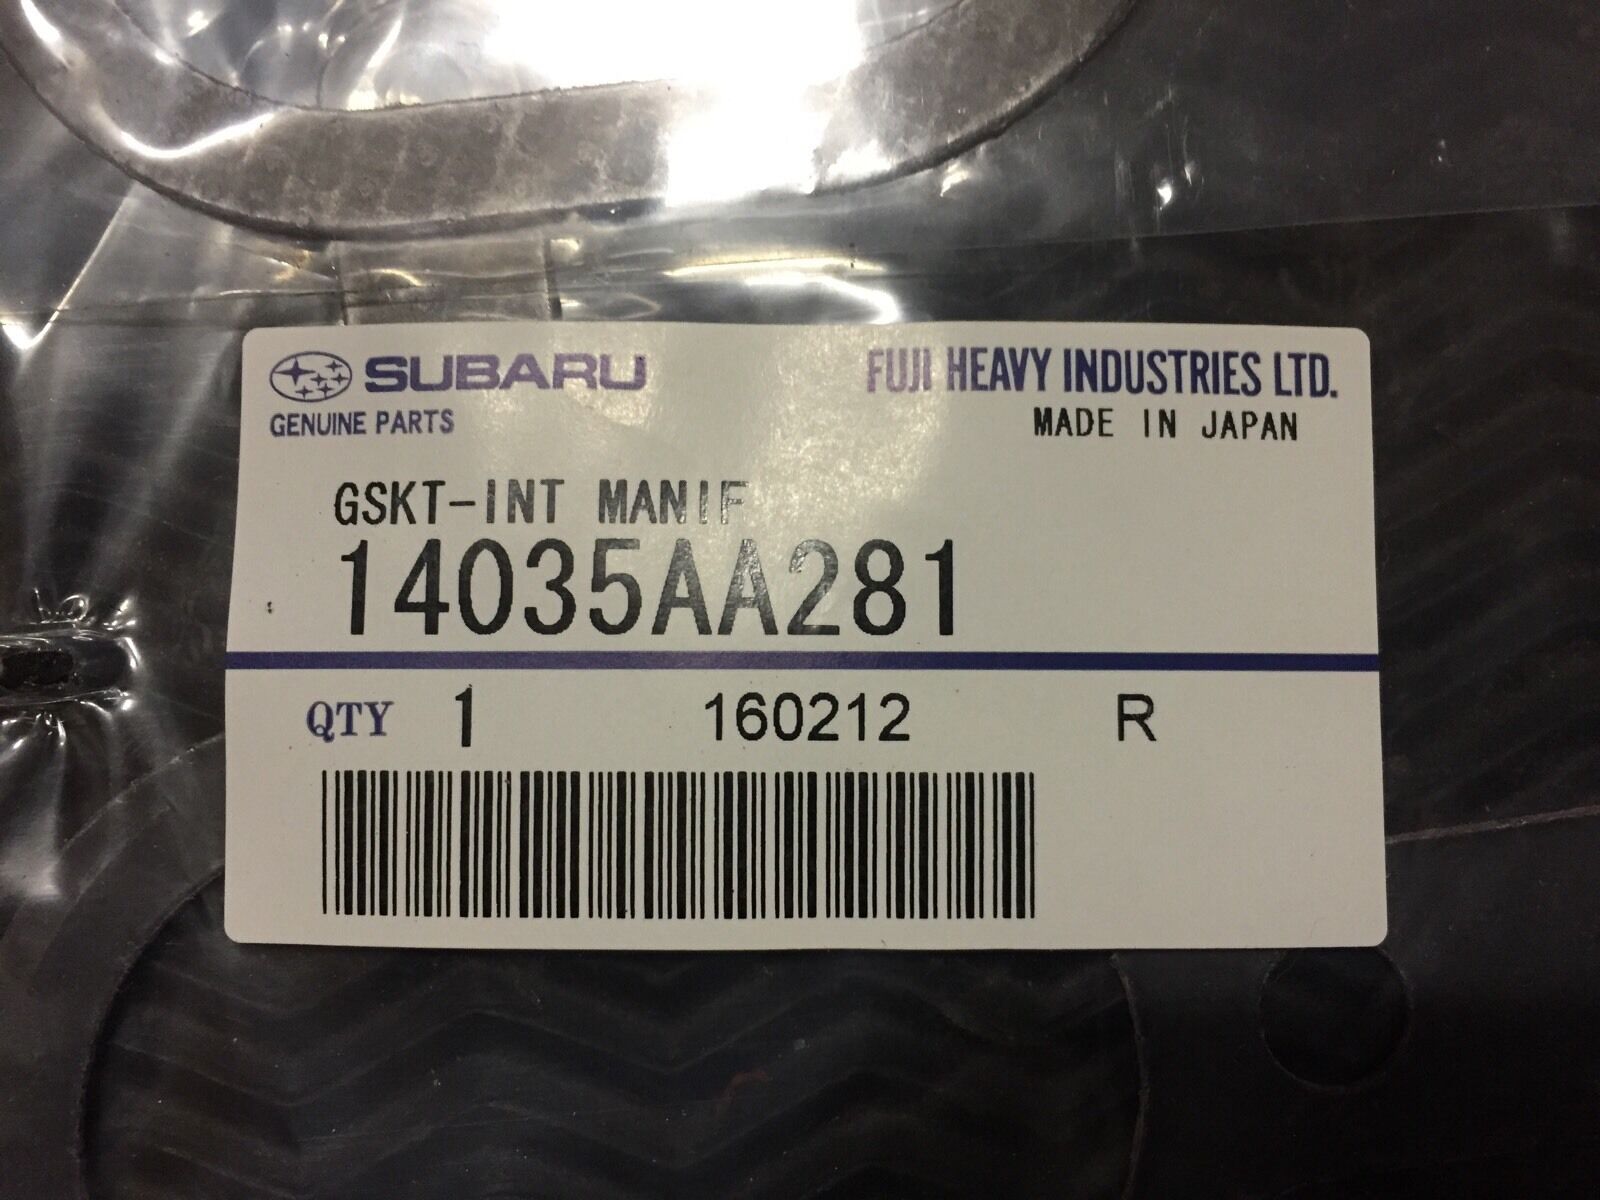 SUBARU
FUJI HEAVY INDUSTRIES LTD.
GENUINE PARTS
MADE IN JAPAN
GSKT-INT MANIF
14035AA281
QTY 1 160212 R